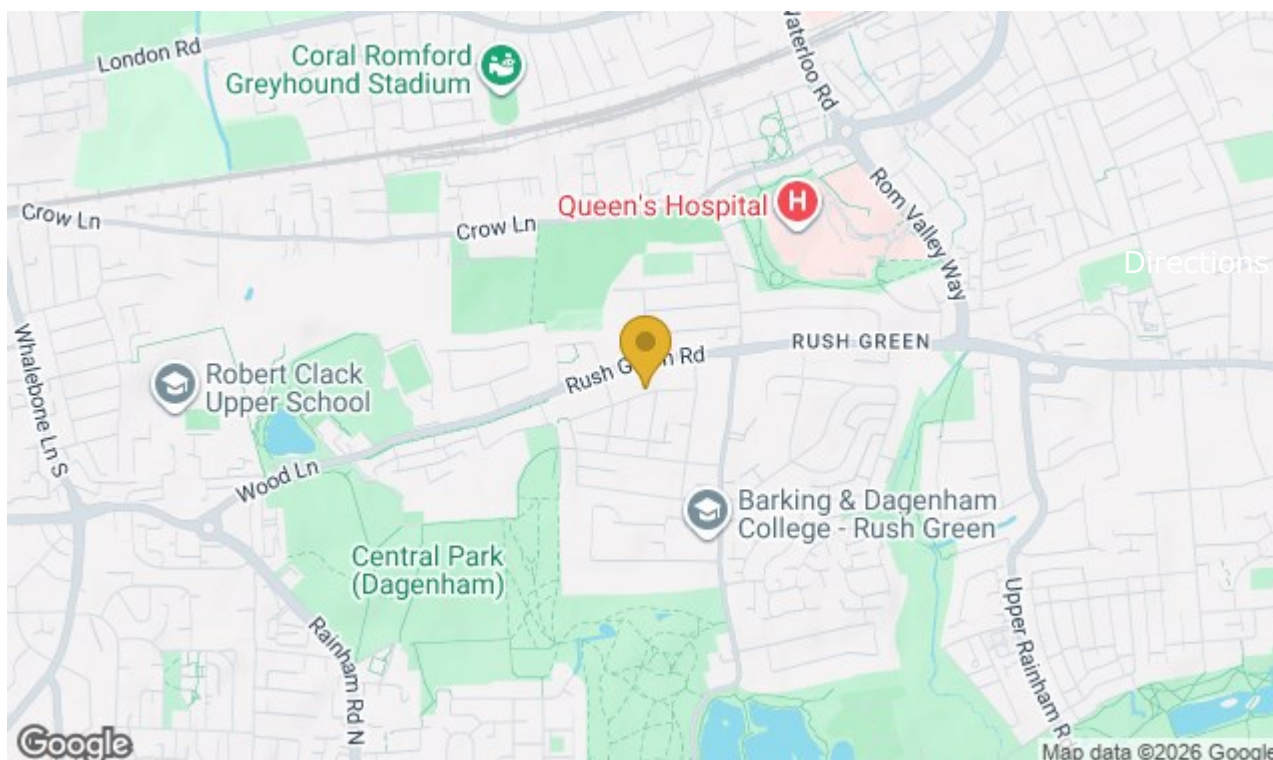 London Rd
Coral Romford
Greyhound Stadium
Waterloo Rd
Crow Ln
Crow Ln
Queen's Hospital
H
Rom Valley Way
Directions
Whalebone Ln S
RUSH GREEN
Rush Green Rd
Robert Clack
Upper School
Wood Ln
Barking & Dagenham
College - Rush Green
Central Park
(Dagenham)
Rainham Rd N
Upper Rainham R
Google
Map data ©2026 Google